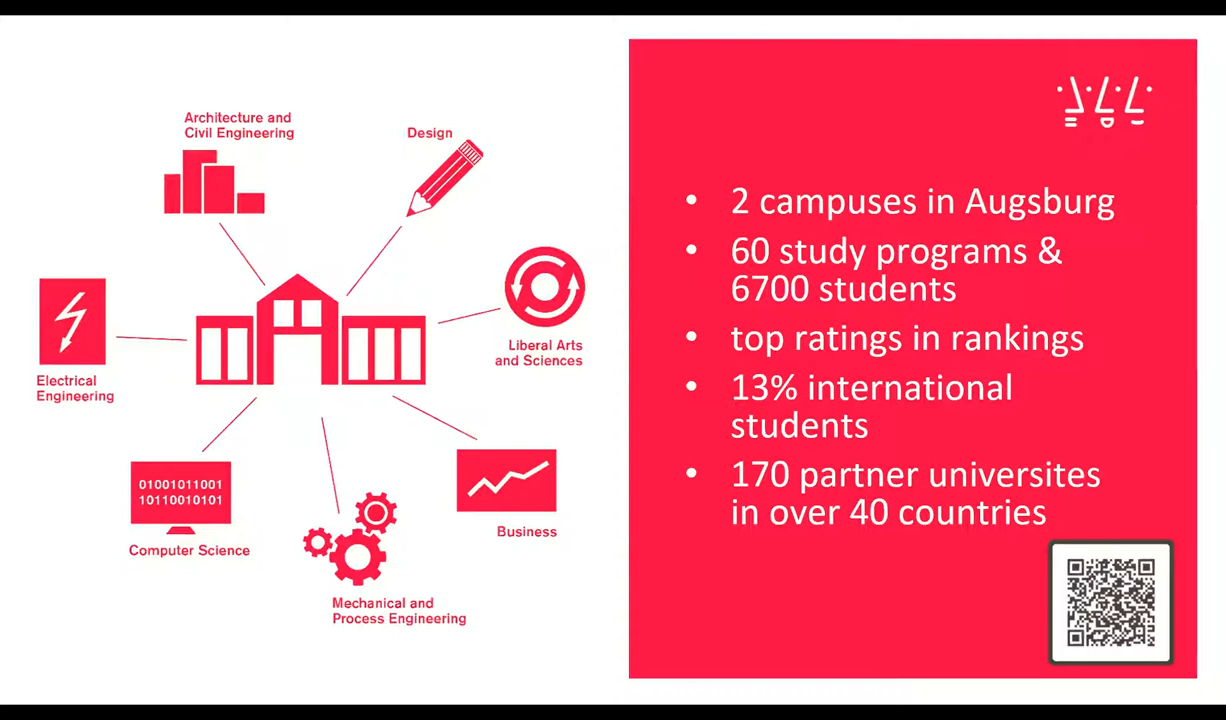 Architecture and
Civil Engineering
Design
Liberal Arts
and Sciences
Electrical
Engineering
01001011001
10110010101
Computer Science
Business
Mechanical and
Process Engineering
• 2 campuses in Augsburg
• 60 study programs &
6700 students
• top ratings in rankings
• 13% international
students
• 170 partner universites
in over 40 countries